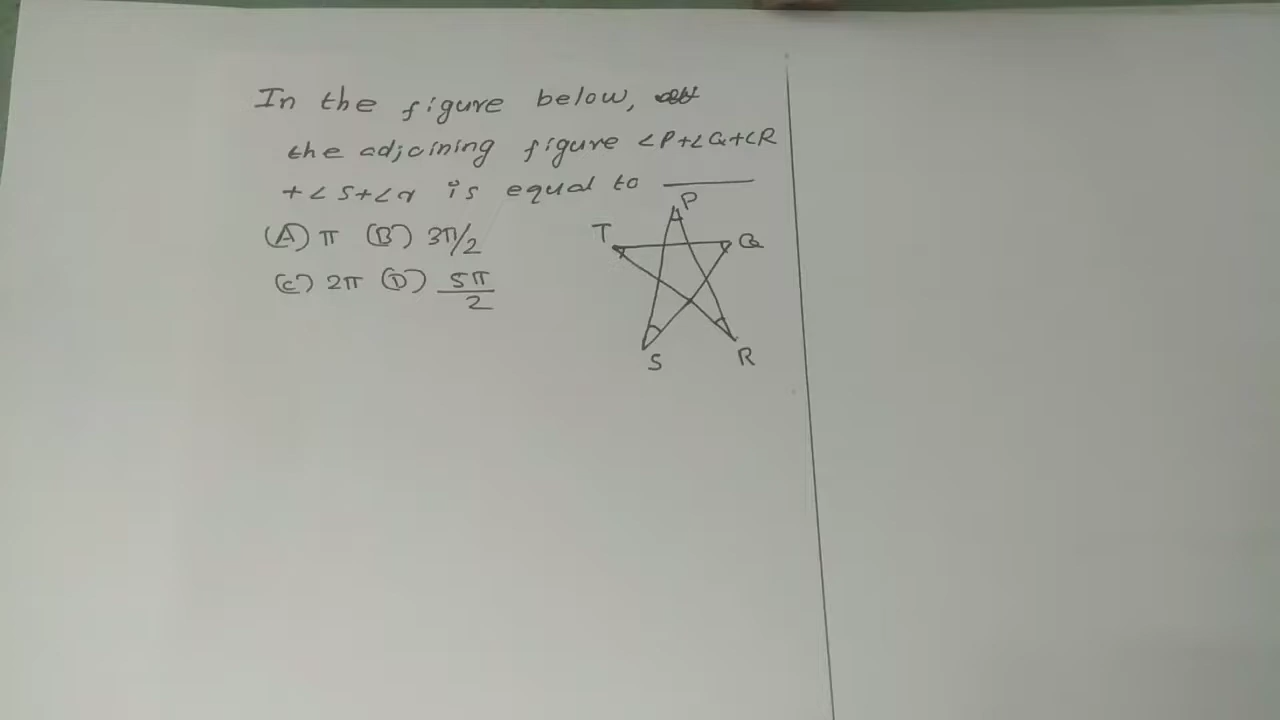 In the figure below,
the adjoining figure ∠P+∠Q+∠R
+∠S+∠T is equal to ______
(A) π (B) 3π/2
(C) 2π (D) 5π/2
P
T
Q
S
R